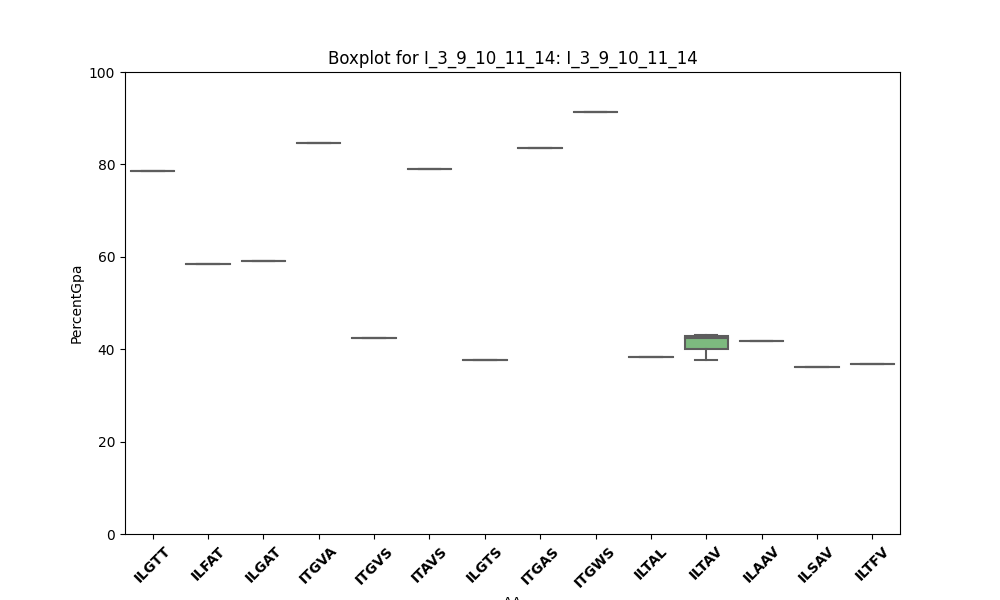 Boxplot for I_3_9_10_11_14: I_3_9_10_11_14
100
80
60
40
20
0
PercentGpa
ILGTT
ILFAT
ILGAT
ITGVA
ITGVS
ITAVS
ILGTS
ITGAS
ITGWS
ILTAL
ILTAV
ILAAV
ILSAV
ILTFV